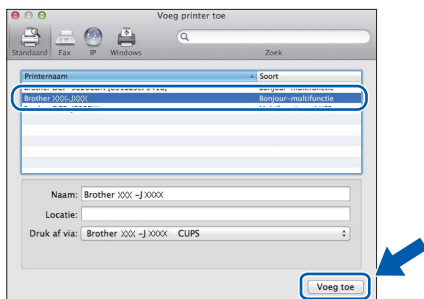 Voeg printer toe
Standaard Fax IP Windows Zoek
Printernaam Soort
Brother XXX-JXXX Bonjour-multifunctie
Naam: Brother XXX -J XXXX
Locatie:
Druk af via: Brother XXX -J XXXX CUPS
Voeg toe